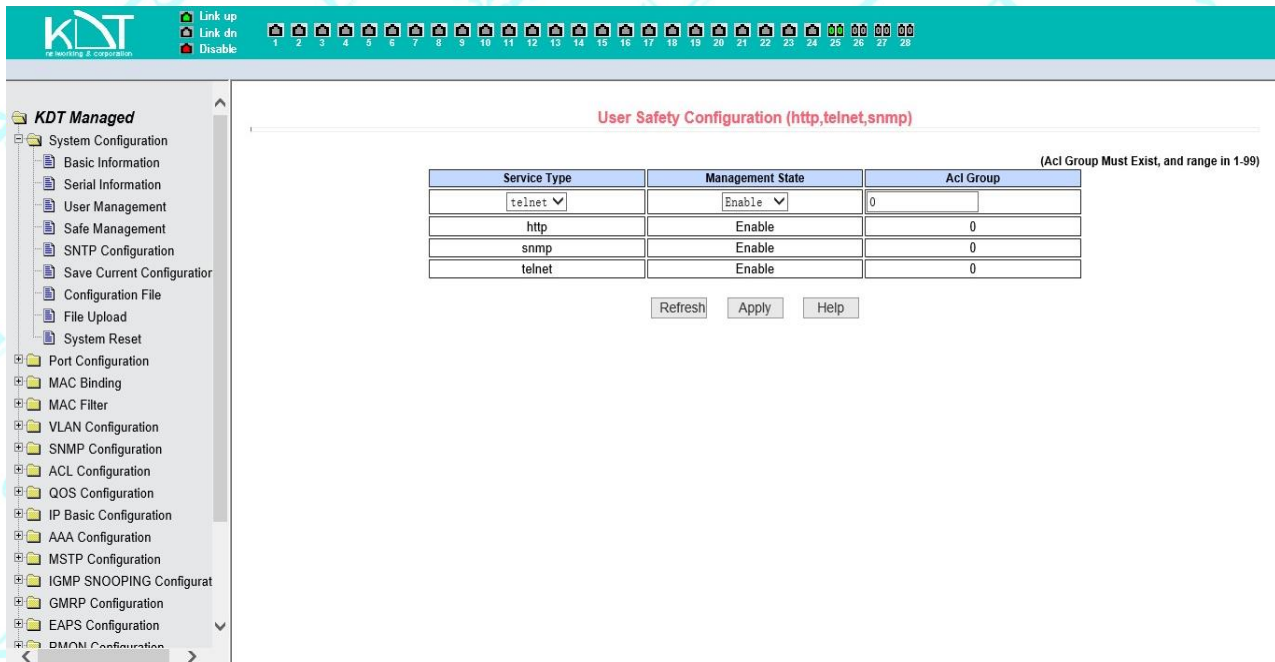 KDT
networking & corporation
Link up
Link dn
Disable
1 2 3 4 5 6 7 8 9 10 11 12 13 14 15 16 17 18 19 20 21 22 23 24 25 26 27 28
KDT Managed
System Configuration
Basic Information
Serial Information
User Management
Safe Management
SNTP Configuration
Save Current Configuration
Configuration File
File Upload
System Reset
Port Configuration
MAC Binding
MAC Filter
VLAN Configuration
SNMP Configuration
ACL Configuration
QOS Configuration
IP Basic Configuration
AAA Configuration
MSTP Configuration
IGMP SNOOPING Configurat
GMRP Configuration
EAPS Configuration
RMON Configuration
User Safety Configuration (http,telnet,snmp)
(Acl Group Must Exist, and range in 1-99)
Service Type Management State Acl Group
telnet Enable 0
http Enable 0
snmp Enable 0
telnet Enable 0
Refresh Apply Help